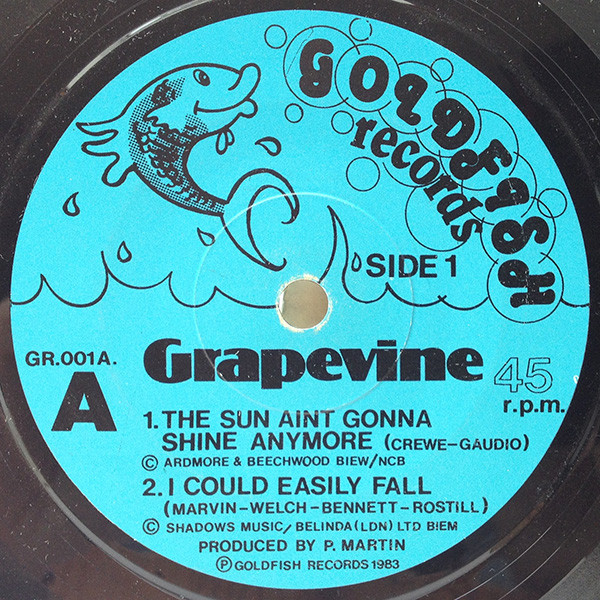 GOLDFISH
records
SIDE 1
GR.001A.
A
Grapevine
45
r.p.m.
1. THE SUN AINT GONNA
SHINE ANYMORE (CREWE-GAUDIO)
© ARDMORE & BEECHWOOD BIEW/NCB
2. I COULD EASILY FALL
(MARVIN-WELCH-BENNETT-ROSTILL)
© SHADOWS MUSIC/BELINDA (LDN) LTD BIEM
PRODUCED BY P. MARTIN
℗ GOLDFISH RECORDS 1983